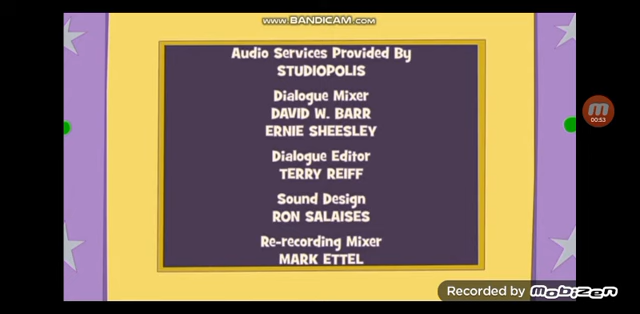 WWW.BANDICAM.COM
Audio Services Provided By
STUDIOPOLIS
Dialogue Mixer
DAVID W. BARR
ERNIE SHEESLEY
Dialogue Editor
TERRY REIFF
Sound Design
RON SALAISES
Re-recording Mixer
MARK ETTEL
00:53
Recorded by Mobizen